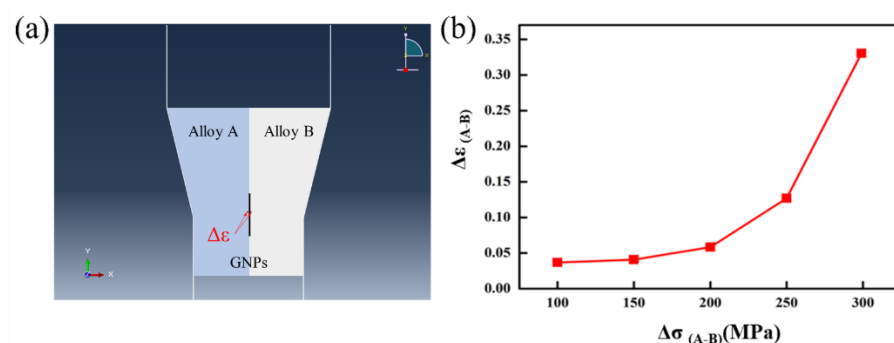 (a)
Alloy A Alloy B
Δε
GNPs
Y
X
(b)
Δε (A-B)
0.35
0.30
0.25
0.20
0.15
0.10
0.05
0.00
100 150 200 250 300
Δσ (A-B)(MPa)